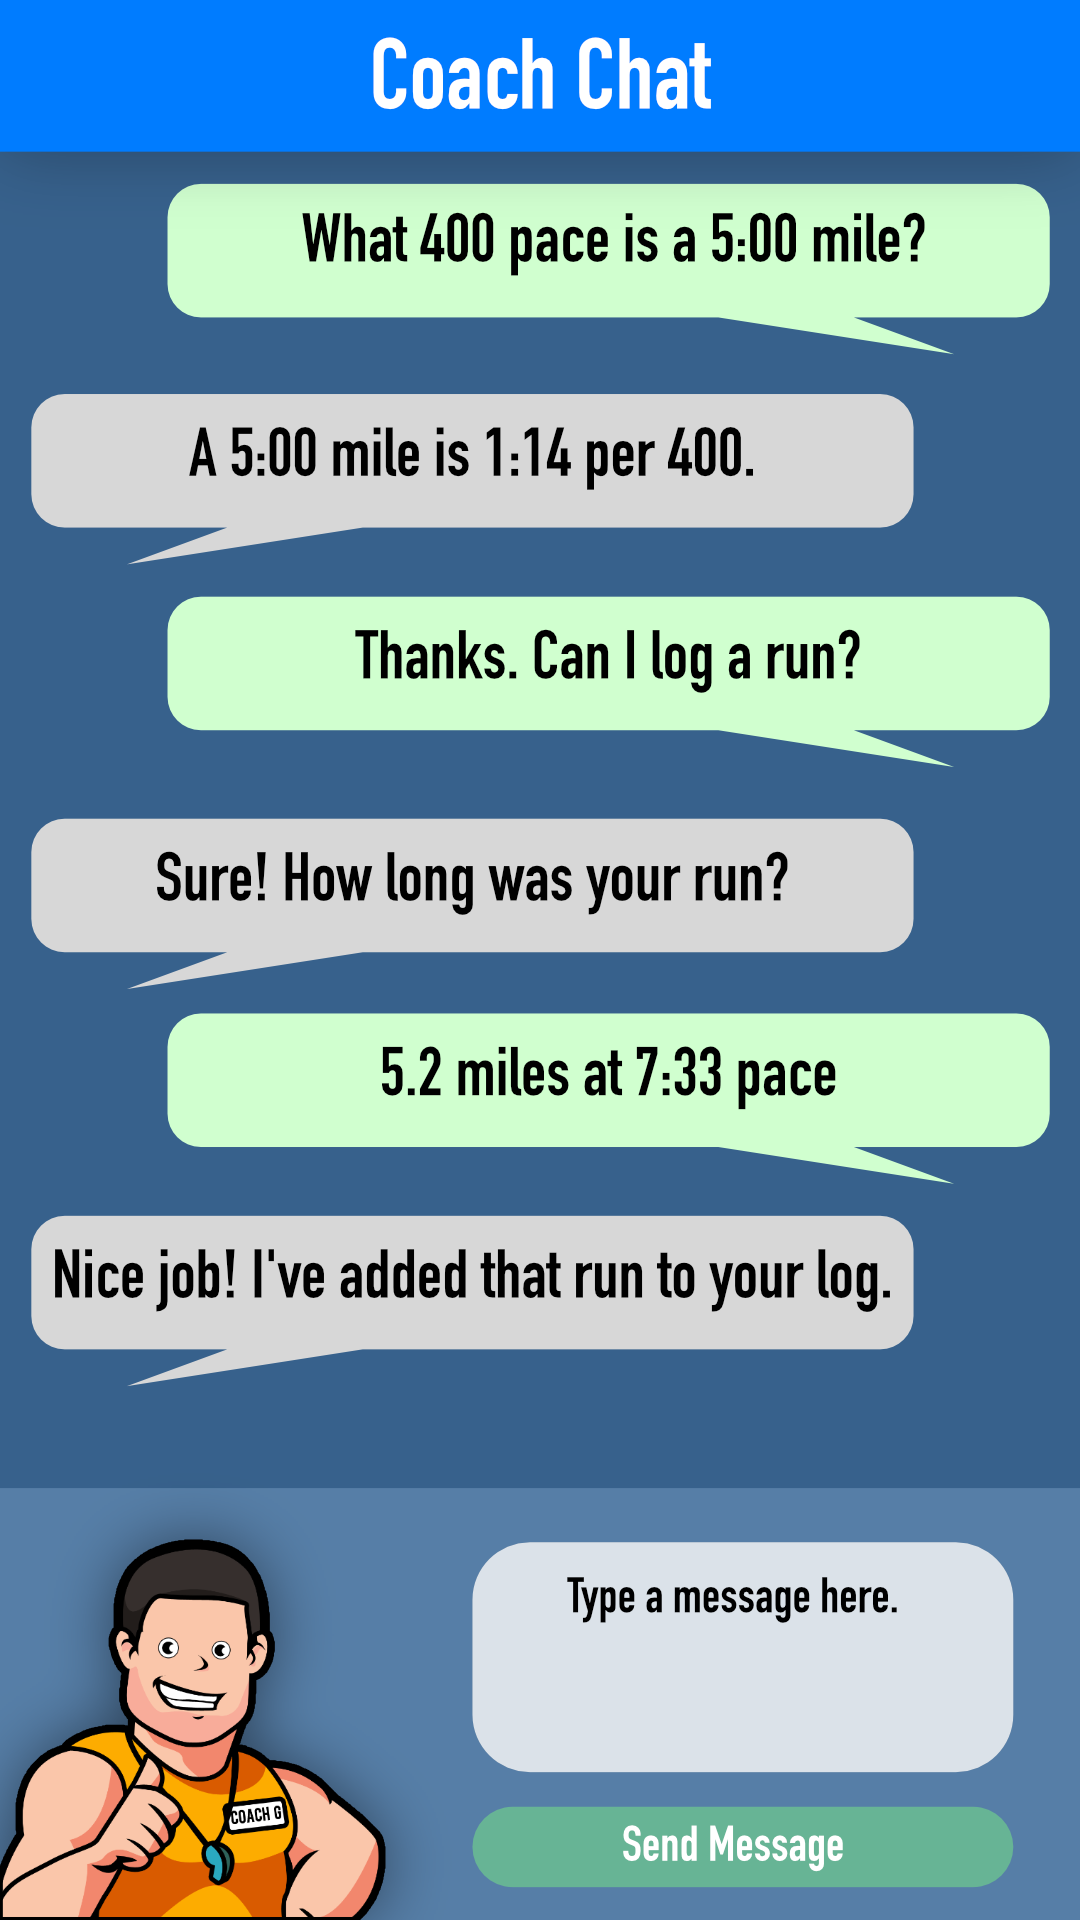 Coach Chat
What 400 pace is a 5:00 mile?
A 5:00 mile is 1:14 per 400.
Thanks. Can I log a run?
Sure! How long was your run?
5.2 miles at 7:33 pace
Nice job! I've added that run to your log.
Type a message here.
COACH G
Send Message